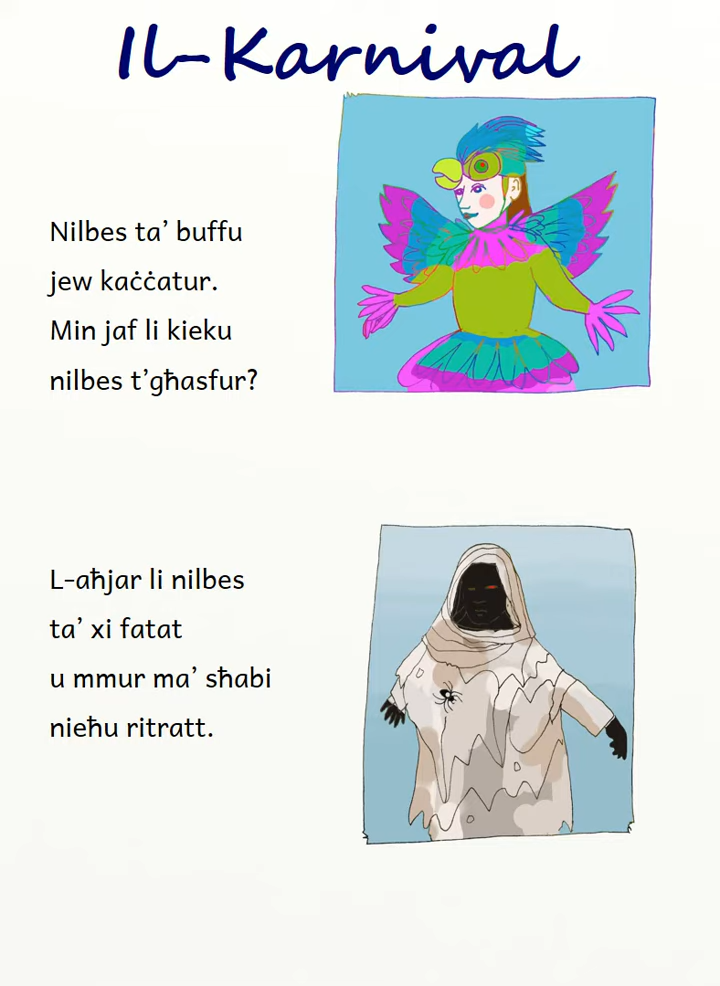 Il-Karnival
Nilbes ta’ buffu
jew kaċċatur.
Min jaf li kieku
nilbes t’għasfur?
L-aħjar li nilbes
ta’ xi fatat
u mmur ma’ sħabi
nieħu ritratt.